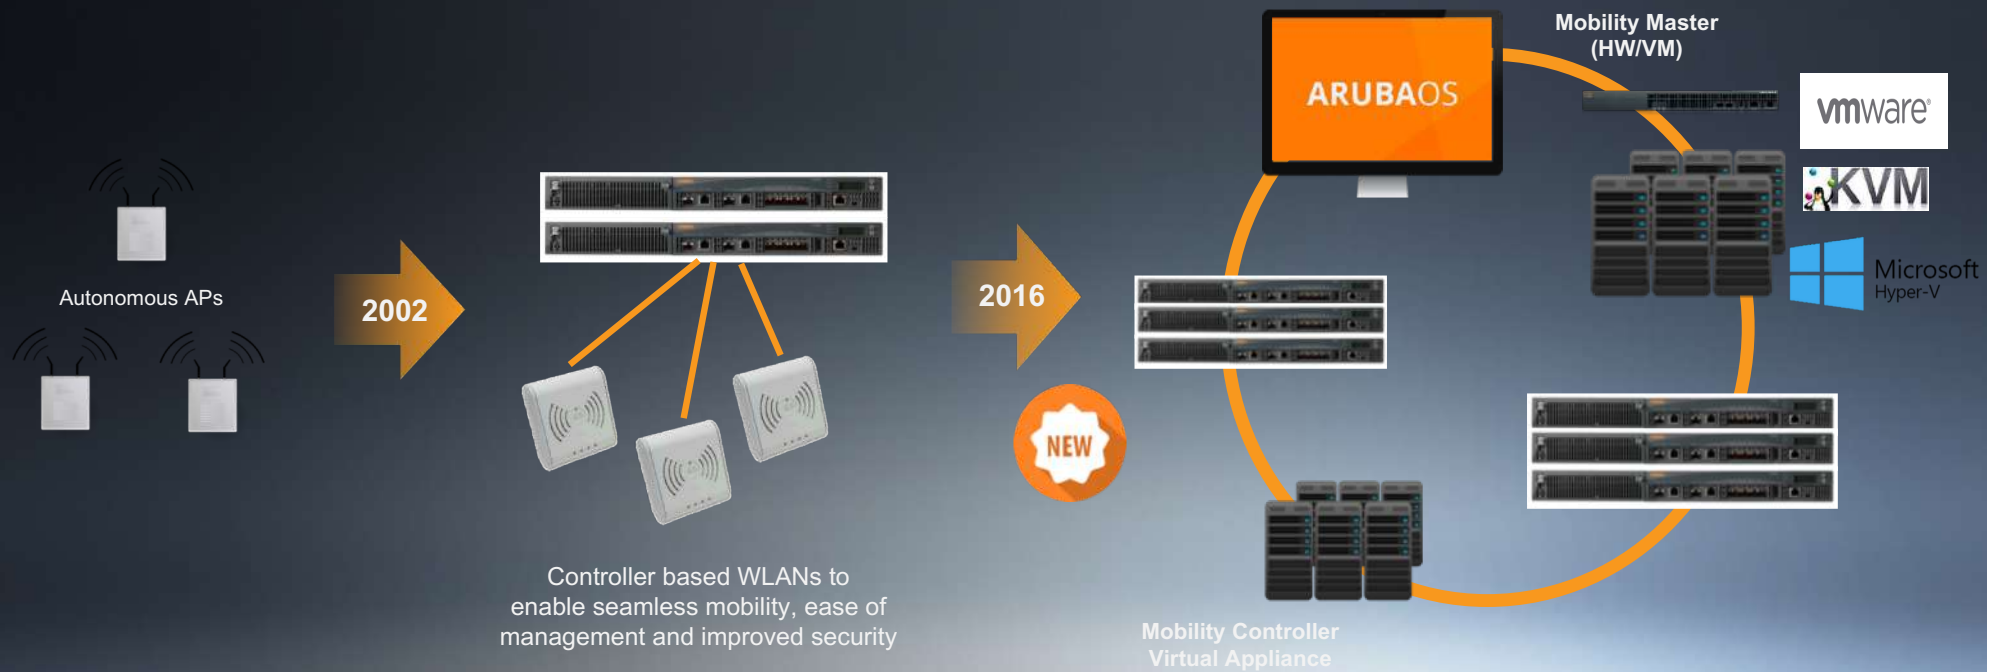 Autonomous APs
2002
Controller based WLANs to
enable seamless mobility, ease of
management and improved security
2016
NEW
ARUBAOS
Mobility Master
(HW/VM)
vmware®
KVM
Microsoft
Hyper-V
Mobility Controller
Virtual Appliance